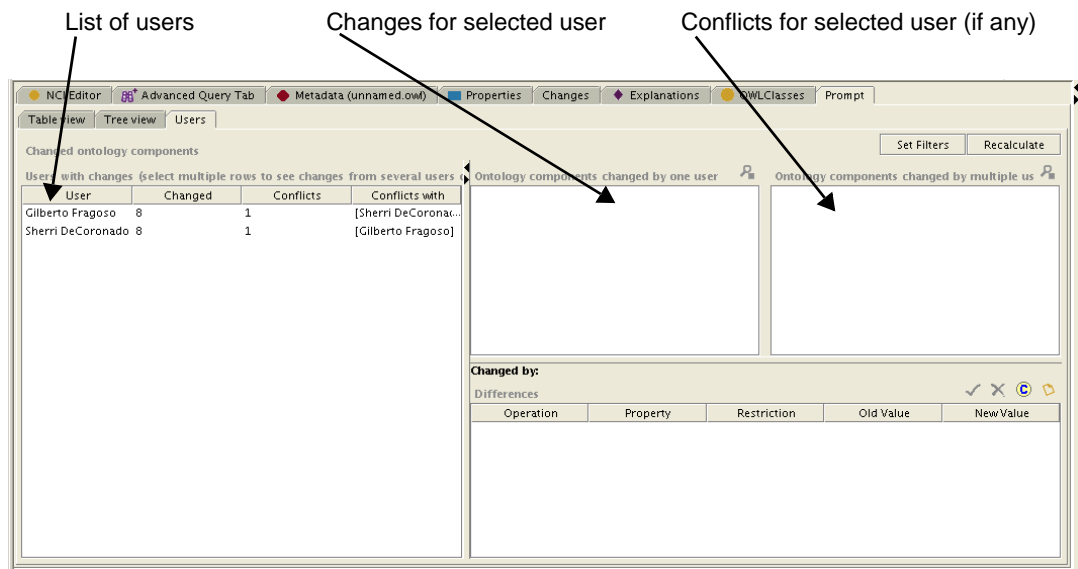 List of users Changes for selected user Conflicts for selected user (if any)
NCI Editor Advanced Query Tab Metadata (unnamed.owl) Properties Changes Explanations OWLClasses Prompt
Table view Tree view Users
Changed ontology components Set Filters Recalculate
Users with changes (select multiple rows to see changes from several users Ontology components changed by one user Ontology components changed by multiple us
User Changed Conflicts Conflicts with
Gilberto Fragoso 8 1 [Sherri DeCorona...
Sherri DeCoronado 8 1 [Gilberto Fragoso]
Changed by:
Differences
Operation Property Restriction Old Value New Value